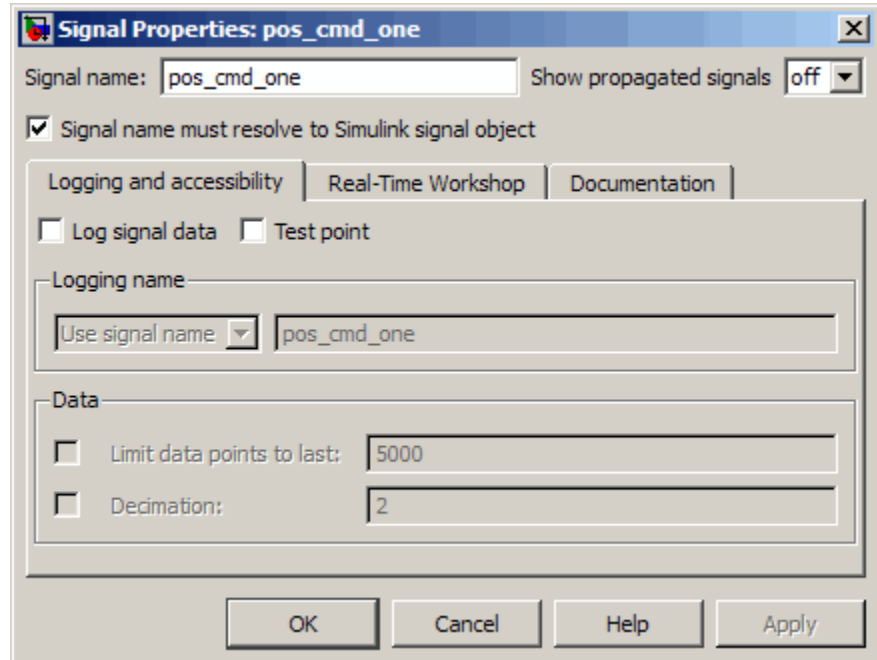 Signal Properties: pos_cmd_one
Signal name: pos_cmd_one Show propagated signals off
Signal name must resolve to Simulink signal object
Logging and accessibility Real-Time Workshop Documentation
Log signal data Test point
Logging name
Use signal name pos_cmd_one
Data
Limit data points to last: 5000
Decimation: 2
OK Cancel Help Apply